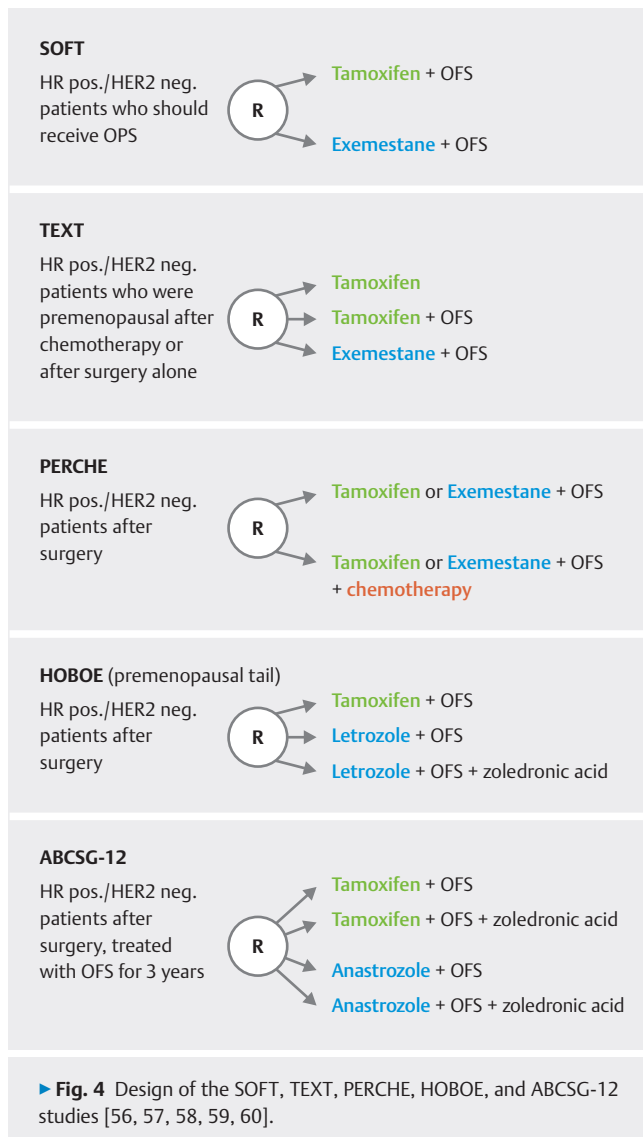 SOFT
HR pos./HER2 neg.
patients who should
receive OPS
R
Tamoxifen + OFS
Exemestane + OFS
TEXT
HR pos./HER2 neg.
patients who were
premenopausal after
chemotherapy or
after surgery alone
R
Tamoxifen
Tamoxifen + OFS
Exemestane + OFS
PERCHE
HR pos./HER2 neg.
patients after
surgery
R
Tamoxifen or Exemestane + OFS
Tamoxifen or Exemestane + OFS
+ chemotherapy
HOBOE (premenopausal tail)
HR pos./HER2 neg.
patients after
surgery
R
Tamoxifen + OFS
Letrozole + OFS
Letrozole + OFS + zoledronic acid
ABCSG-12
HR pos./HER2 neg.
patients after
surgery, treated
with OFS for 3 years
R
Tamoxifen + OFS
Tamoxifen + OFS + zoledronic acid
Anastrozole + OFS
Anastrozole + OFS + zoledronic acid
► Fig. 4 Design of the SOFT, TEXT, PERCHE, HOBOE, and ABCSG-12
studies [56, 57, 58, 59, 60].